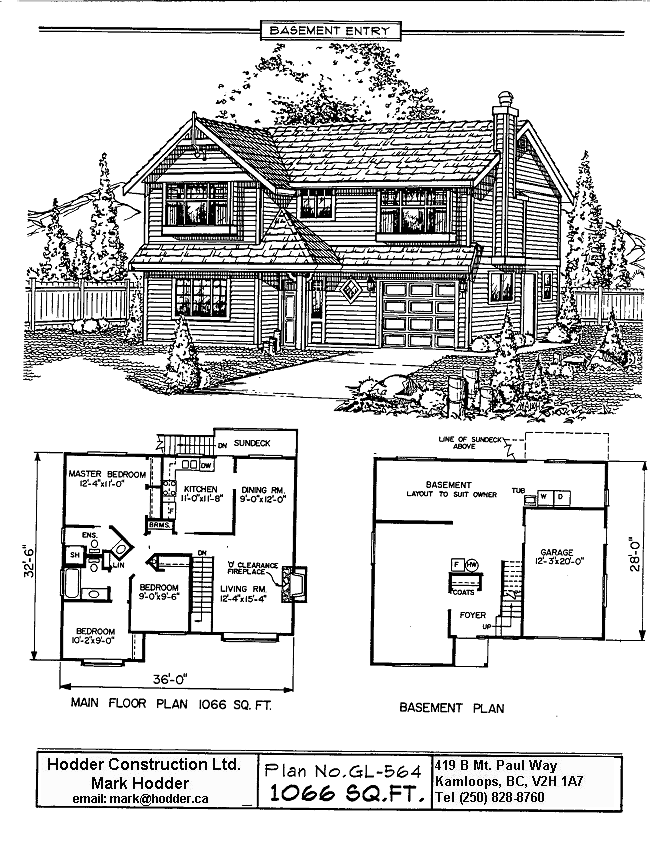 BASEMENT ENTRY
DN
SUNDECK
MASTER BEDROOM
12'-4"x11'-0"
DW
KITCHEN
11'-0"x11'-8"
DINING RM.
9'-0"x12'-0"
F
BRMS.
ENS.
SH
LIN
DN
'O' CLEARANCE
FIREPLACE
BEDROOM
9'-0"x9'-6"
LIVING RM.
12'-4"x15'-4"
BEDROOM
10'-2"x9'-0"
32'-6"
36'-0"
MAIN FLOOR PLAN 1066 SQ. FT.
LINE OF SUNDECK
ABOVE
BASEMENT
LAYOUT TO SUIT OWNER
TUB
W
D
GARAGE
12'-3"x20'-0"
F
HW
COATS
FOYER
UP
28'-0"
BASEMENT PLAN
Hodder Construction Ltd.
Mark Hodder
email: mark@hodder.ca
Plan No.GL-564
1066 SQ.FT.
419 B Mt. Paul Way
Kamloops, BC, V2H 1A7
Tel (250) 828-8760